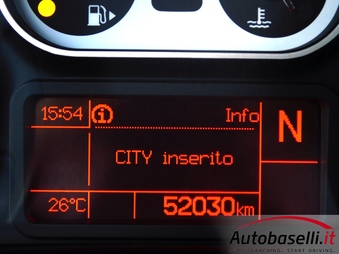 15:54
Info
N
CITY inserito
26°C
52030km
Autobaselli.it